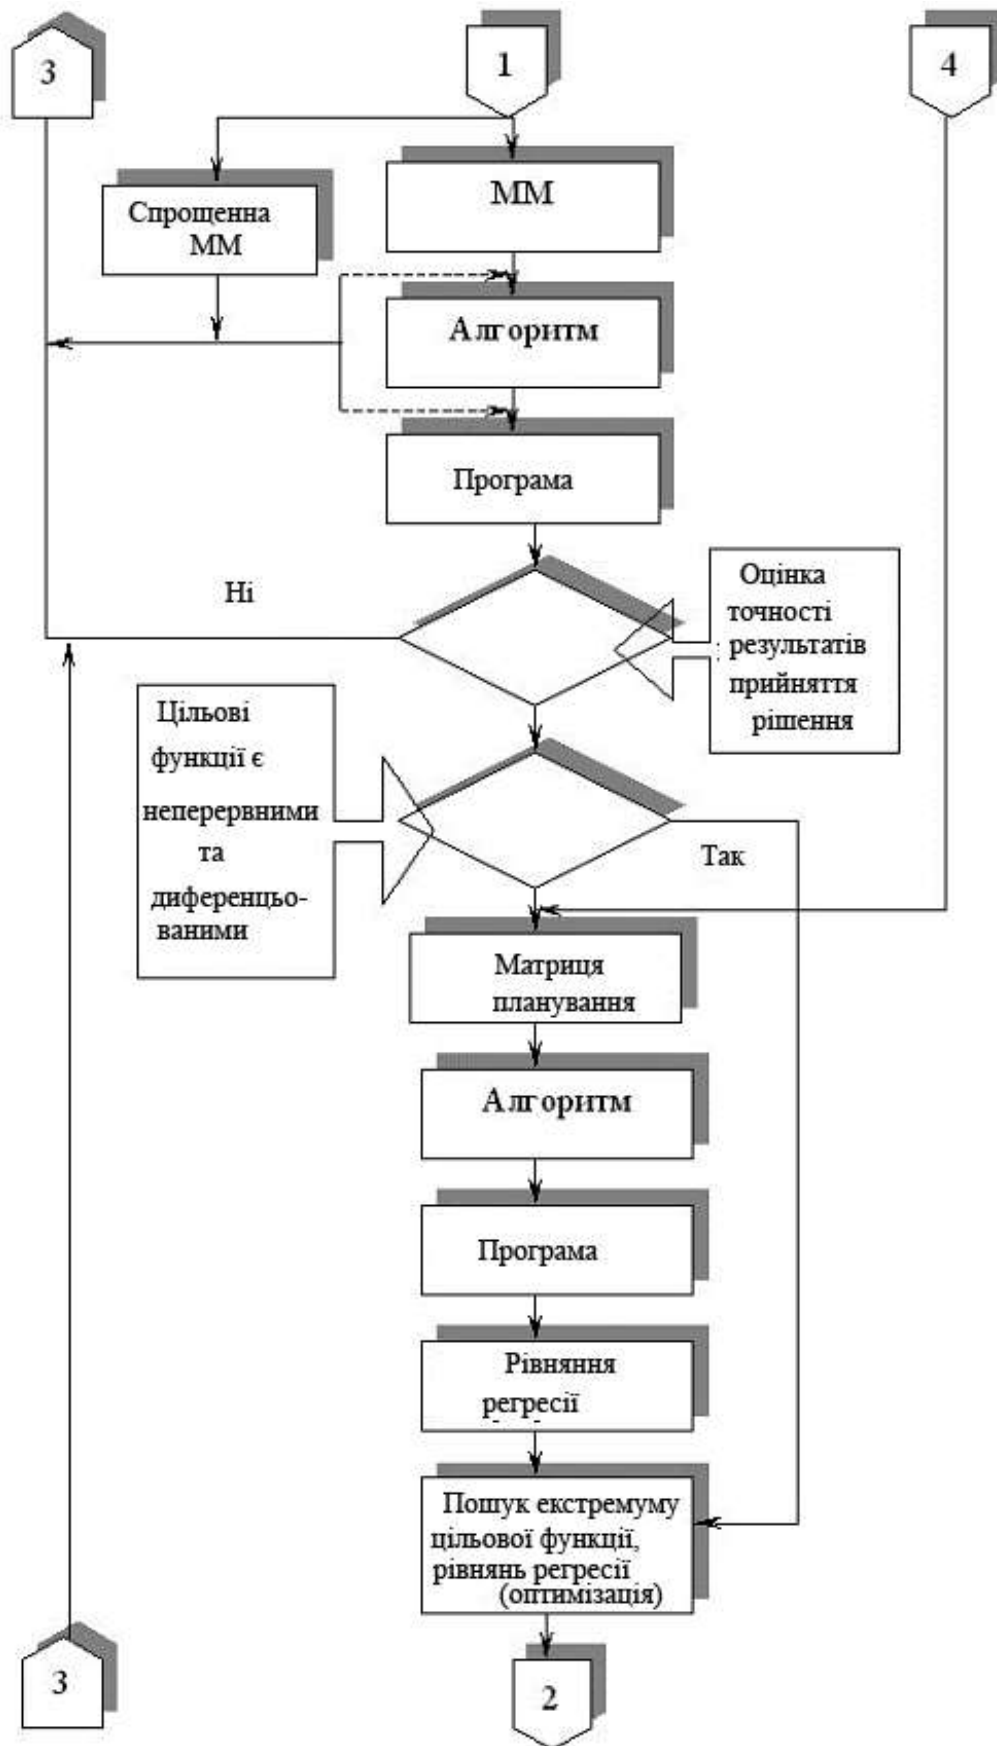 3
1
4
ММ
Спрощенна
ММ
Алгоритм
Програма
Ні
Оцінка
точності
результатів
прийняття
рішення
Цільові
функції є
неперервними
та
диференцьо-
ваними
Так
Матриця
планування
Алгоритм
Програма
Рівняння
регресії
Пошук екстремуму
цільової функції,
рівнянь регресії
(оптимізація)
3
2